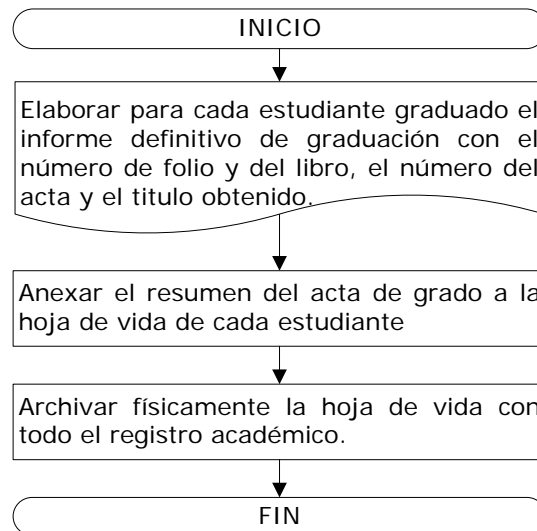 INICIO
Elaborar para cada estudiante graduado el
informe definitivo de graduación con el
número de folio y del libro, el número del
acta y el titulo obtenido.
Anexar el resumen del acta de grado a la
hoja de vida de cada estudiante
Archivar físicamente la hoja de vida con
todo el registro académico.
FIN